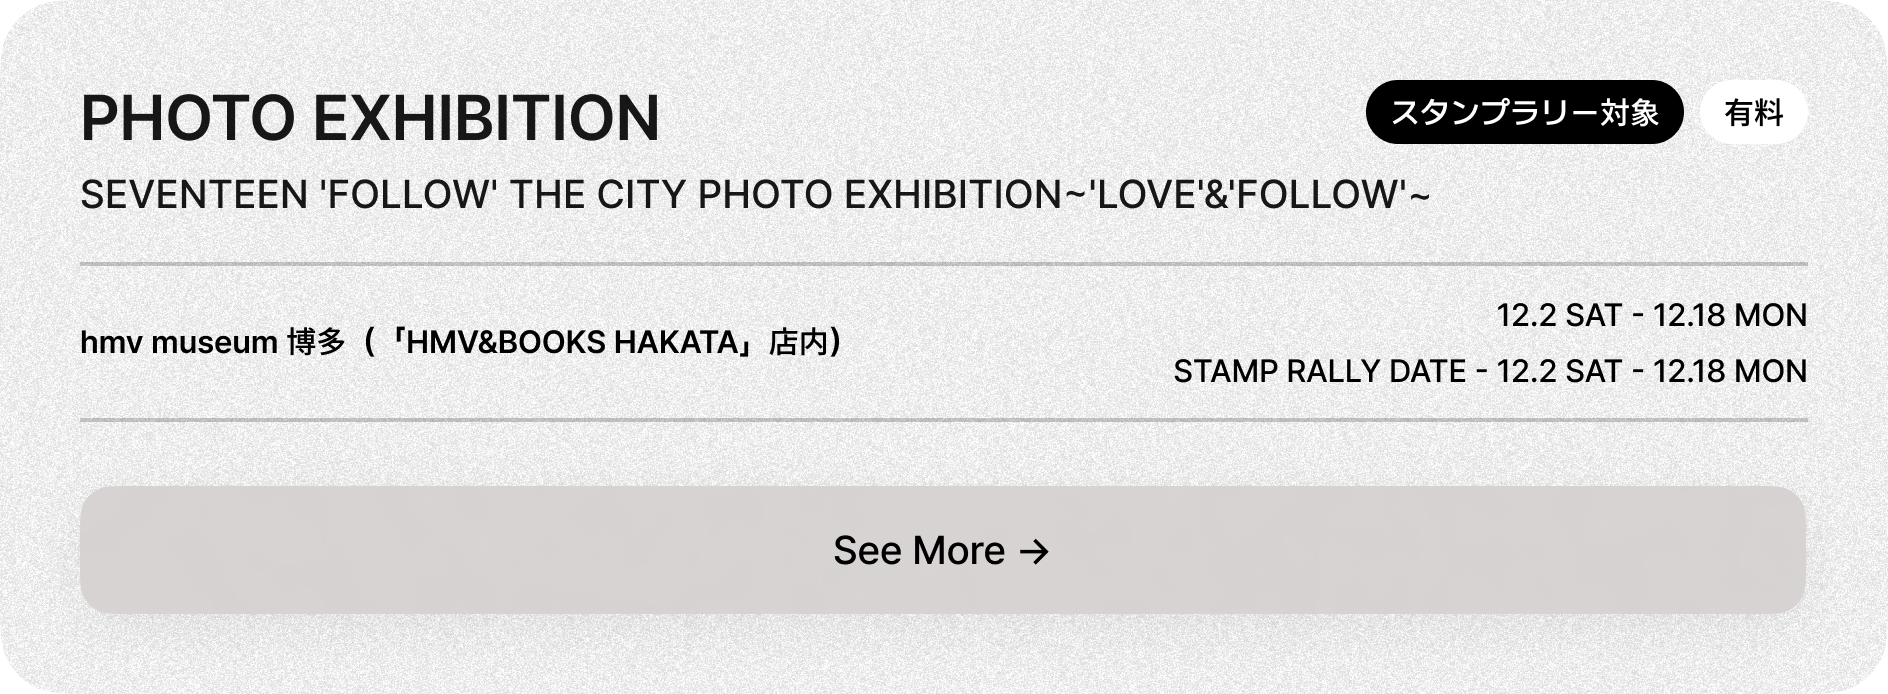 PHOTO EXHIBITION
スタンプラリー対象
有料
SEVENTEEN 'FOLLOW' THE CITY PHOTO EXHIBITION~'LOVE'&'FOLLOW'~
hmv museum 博多（「HMV&BOOKS HAKATA」店内)
12.2 SAT - 12.18 MON
STAMP RALLY DATE - 12.2 SAT - 12.18 MON
See More →